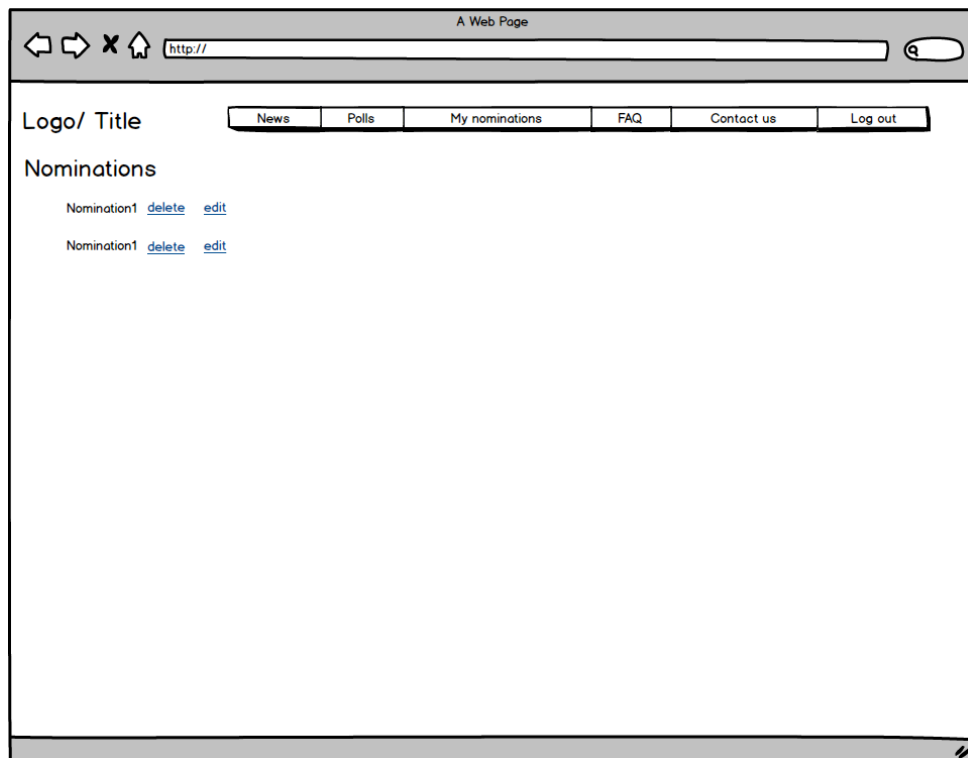 A Web Page
http://
Logo/ Title
News Polls My nominations FAQ Contact us Log out
Nominations
Nomination1 delete edit
Nomination1 delete edit